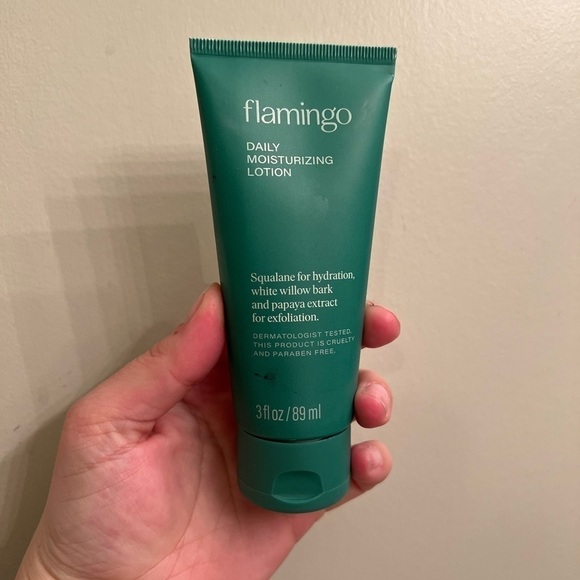 flamingo
DAILY
MOISTURIZING
LOTION
Squalane for hydration,
white willow bark
and papaya extract
for exfoliation.
DERMATOLOGIST TESTED.
THIS PRODUCT IS CRUELTY
AND PARABEN FREE.
3 fl oz / 89 ml